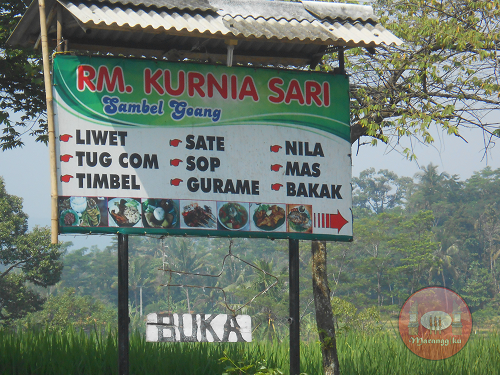 RM. KURNIA SARI
Sambel Goang
LIWET SATE NILA
TUG COM SOP MAS
TIMBEL GURAME BAKAK
BUKA